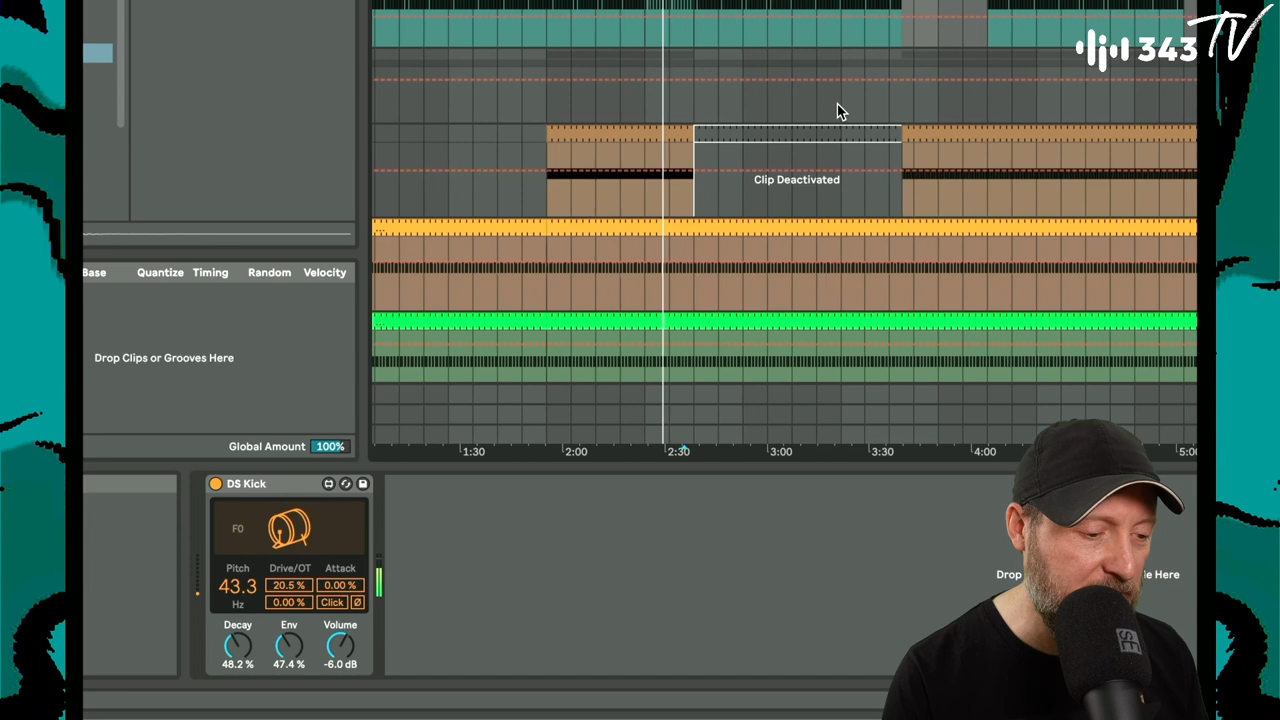 343 TV
Clip Deactivated
...
Base Quantize Timing Random Velocity
...
Drop Clips or Grooves Here
Global Amount 100%
1:30 2:00 2:30 3:00 3:30 4:00 5:00
DS Kick
F0
Pitch Drive/OT Attack
43.3 20.5 % 0.00 %
Hz 0.00 % Click Ø
Drop Here
Decay Env Volume
48.2 % 47.4 % -6.0 dB